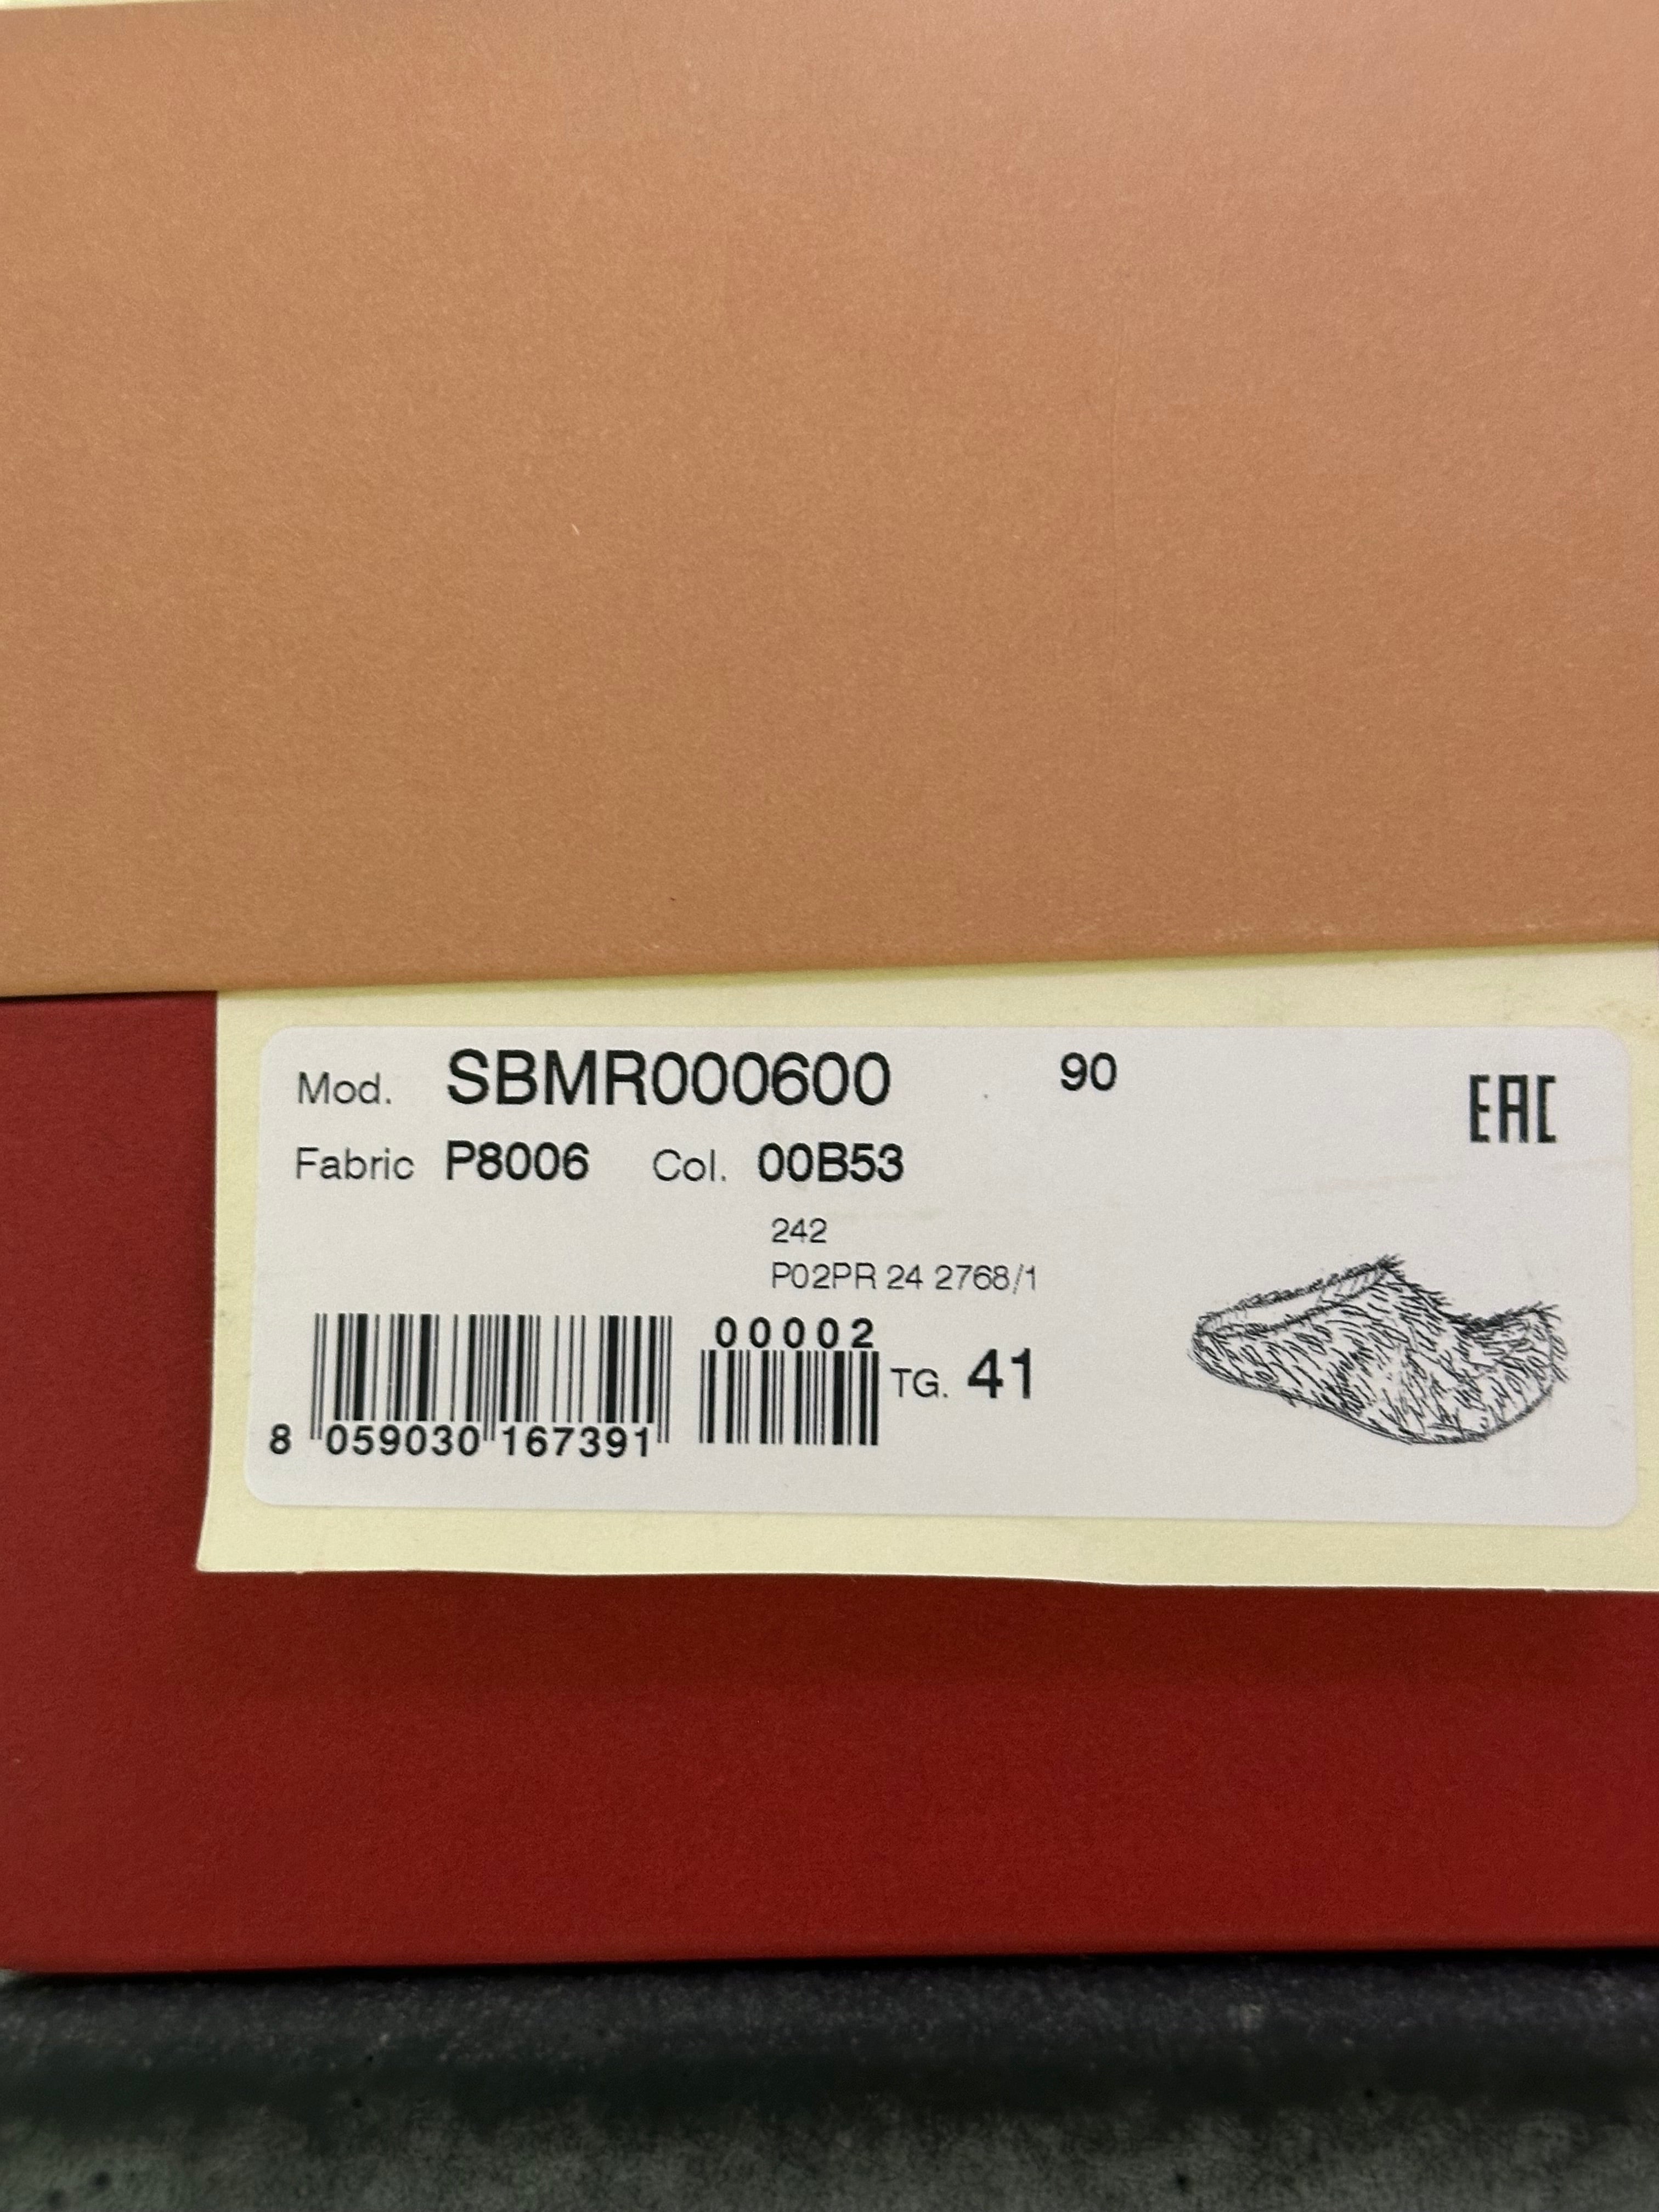 Mod. SBMR000600 90
EAC
Fabric P8006 Col. 00B53
242
P02PR 24 2768/1
00002
TG. 41
8 059030 167391